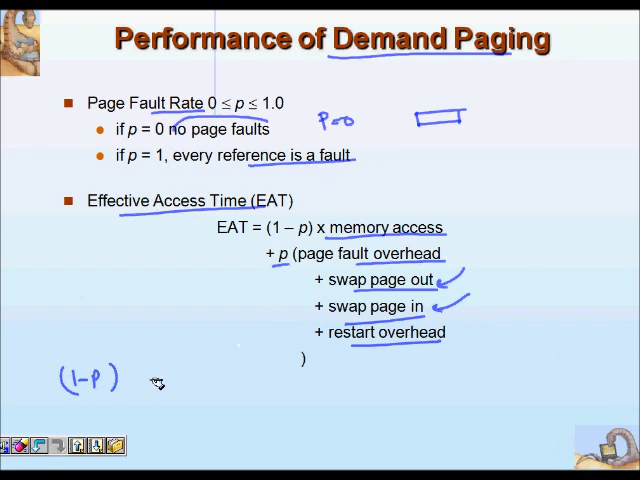 Performance of Demand Paging
Page Fault Rate 0 ≤ p ≤ 1.0
if p = 0 no page faults
P=0
if p = 1, every reference is a fault
Effective Access Time (EAT)
EAT = (1 – p) x memory access
+ p (page fault overhead
+ swap page out
+ swap page in
+ restart overhead
)
(1-P)